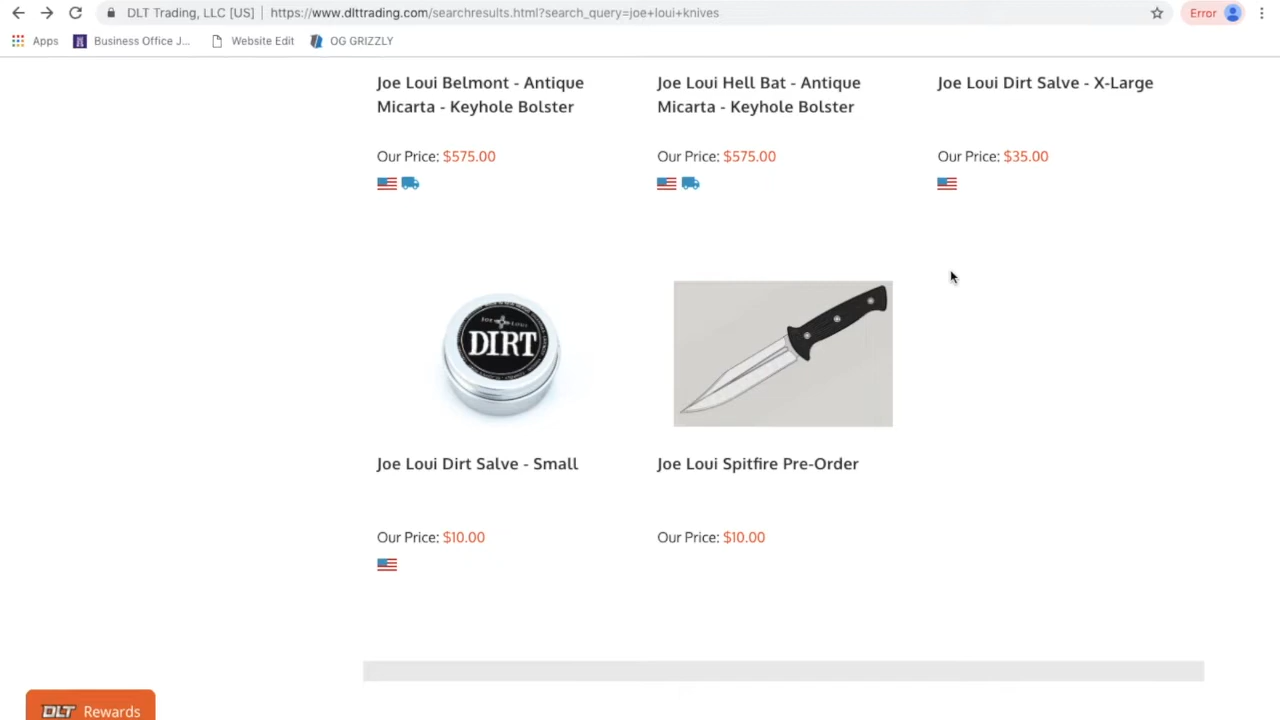 DLT Trading, LLC [US] | https://www.dlttrading.com/searchresults.html?search_query=joe+loui+knives
Error
Apps
Business Office J...
Website Edit
OG GRIZZLY
Joe Loui Belmont - Antique
Micarta - Keyhole Bolster
Our Price: $575.00
Joe Loui Hell Bat - Antique
Micarta - Keyhole Bolster
Our Price: $575.00
Joe Loui Dirt Salve - X-Large
Our Price: $35.00
JOE LOUI
DIRT
Joe Loui Dirt Salve - Small
Our Price: $10.00
Joe Loui Spitfire Pre-Order
Our Price: $10.00
DLT Rewards